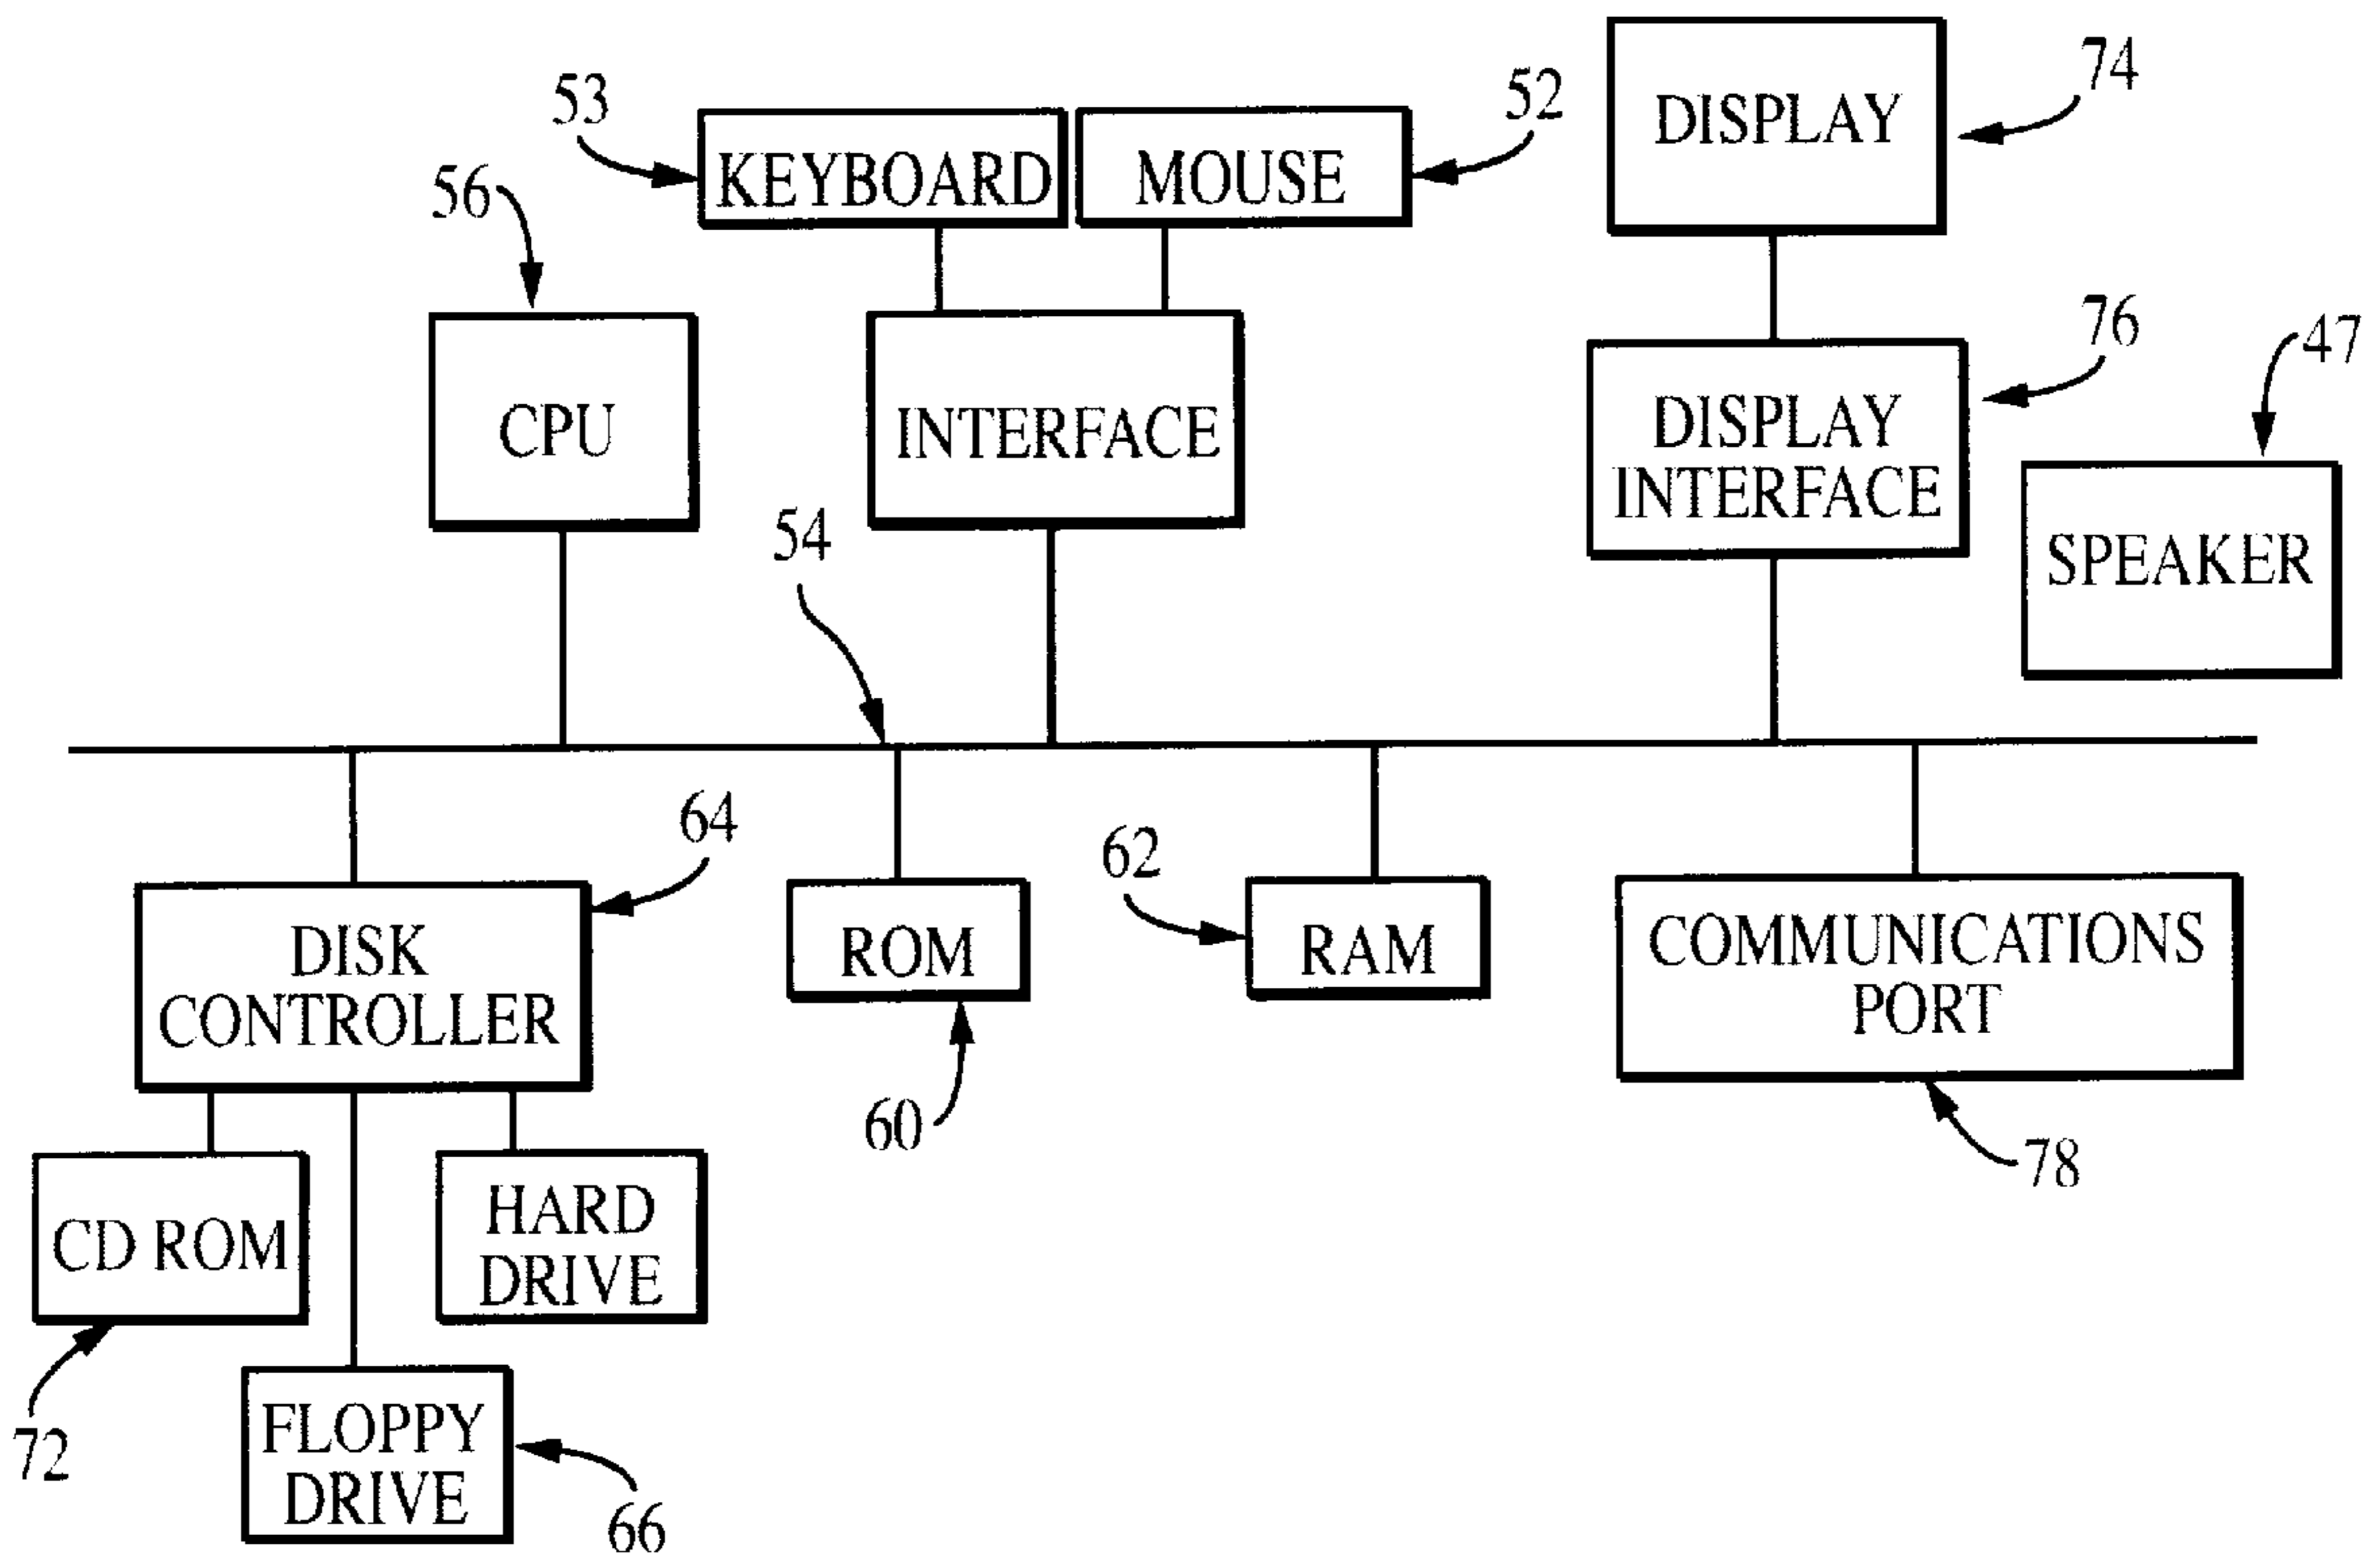 74
DISPLAY
53
52
KEYBOARD
MOUSE
56
76
47
CPU
INTERFACE
DISPLAY
INTERFACE
SPEAKER
54
64
62
DISK
CONTROLLER
ROM
RAM
COMMUNICATIONS
PORT
60
78
CD ROM
HARD
DRIVE
72
FLOPPY
DRIVE
66